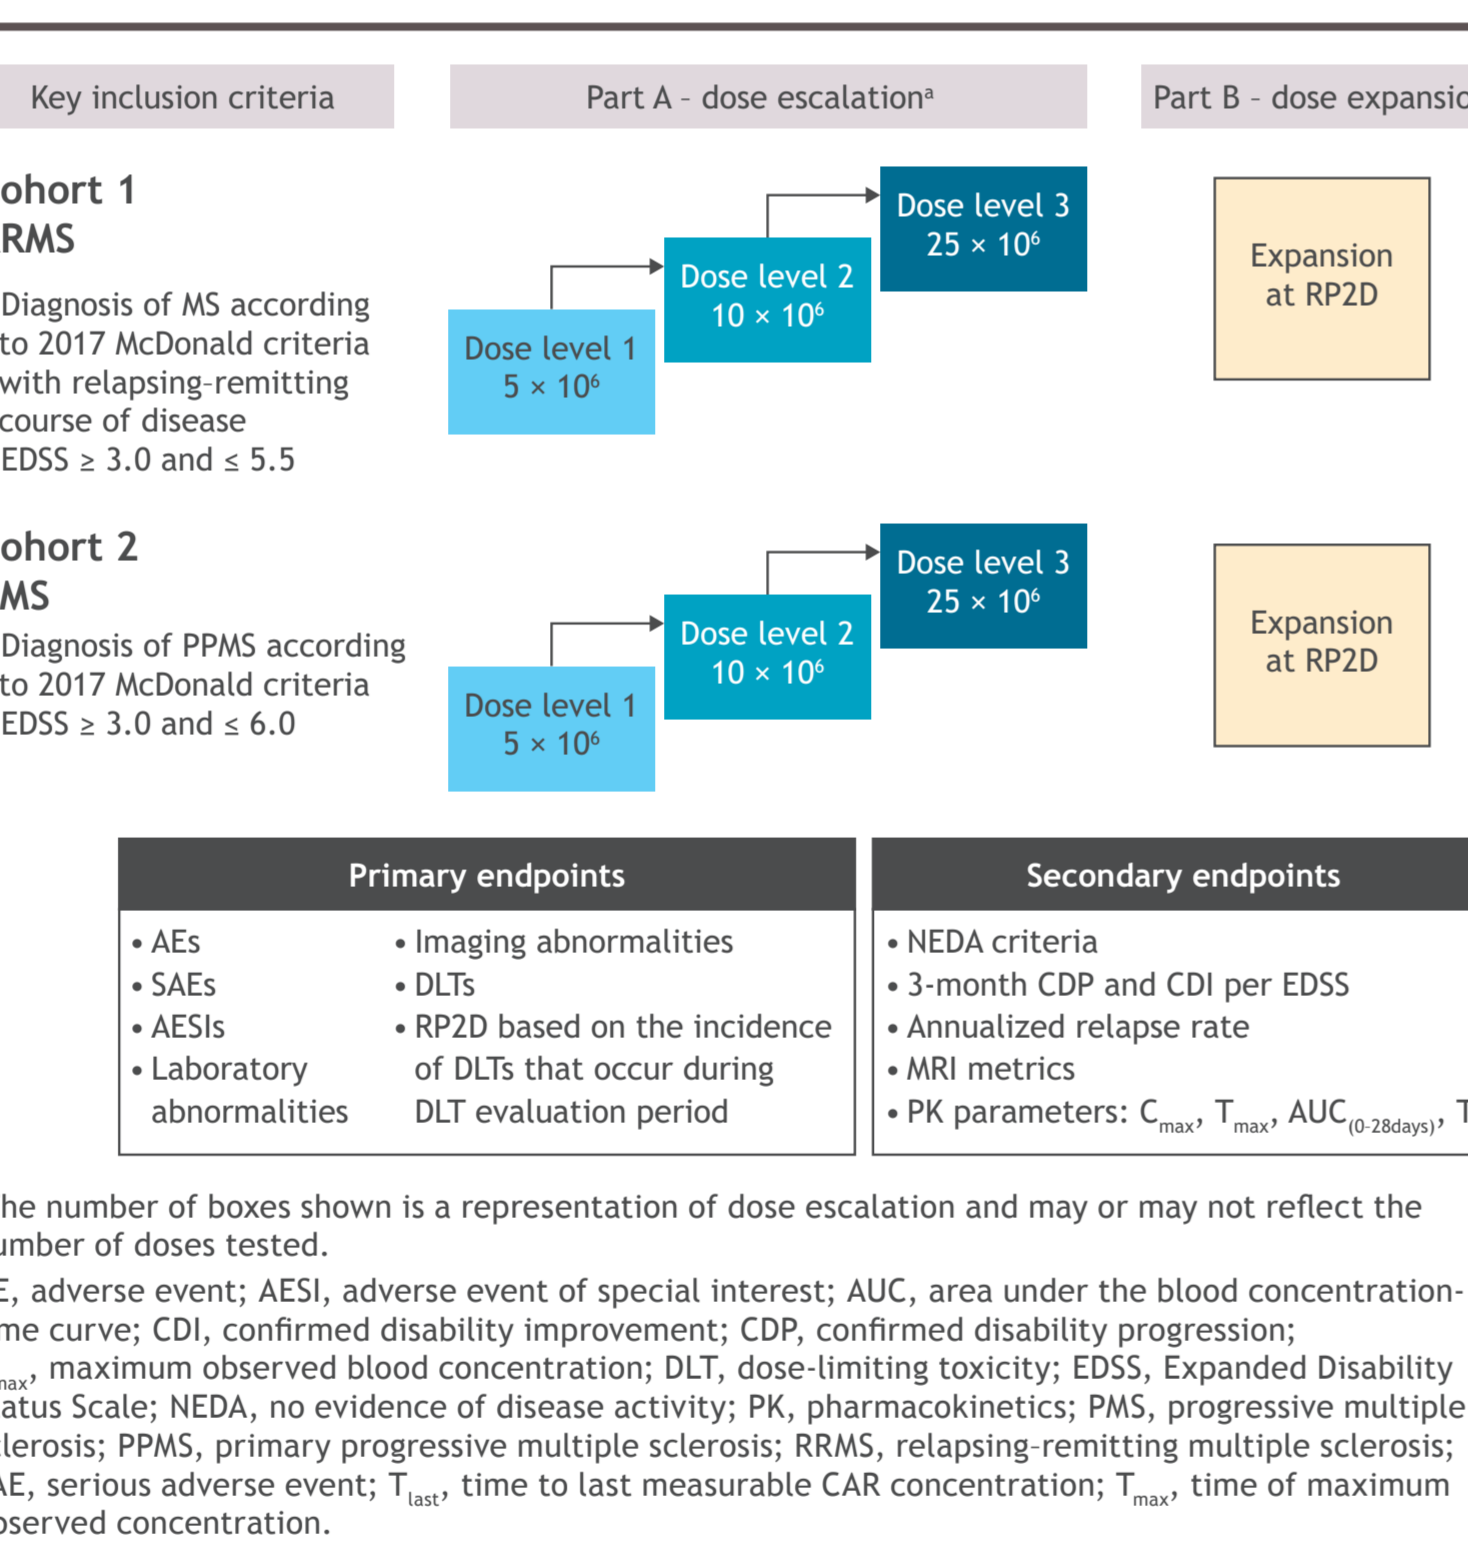 Key inclusion criteria
Part A – dose escalationᵃ
Part B – dose expansio
ohort 1
RMS
Diagnosis of MS according
to 2017 McDonald criteria
with relapsing-remitting
course of disease
EDSS ≥ 3.0 and ≤ 5.5
Dose level 1
5 × 10⁶
Dose level 2
10 × 10⁶
Dose level 3
25 × 10⁶
Expansion
at RP2D
ohort 2
MS
Diagnosis of PPMS according
to 2017 McDonald criteria
EDSS ≥ 3.0 and ≤ 6.0
Dose level 1
5 × 10⁶
Dose level 2
10 × 10⁶
Dose level 3
25 × 10⁶
Expansion
at RP2D
Primary endpoints
• AEs
• SAEs
• AESIs
• Laboratory
abnormalities
• Imaging abnormalities
• DLTs
• RP2D based on the incidence
of DLTs that occur during
DLT evaluation period
Secondary endpoints
• NEDA criteria
• 3-month CDP and CDI per EDSS
• Annualized relapse rate
• MRI metrics
• PK parameters: Cmax, Tmax, AUC(0-28days), T
he number of boxes shown is a representation of dose escalation and may or may not reflect the
umber of doses tested.
E, adverse event; AESI, adverse event of special interest; AUC, area under the blood concentration-
me curve; CDI, confirmed disability improvement; CDP, confirmed disability progression;
max, maximum observed blood concentration; DLT, dose-limiting toxicity; EDSS, Expanded Disability
atus Scale; NEDA, no evidence of disease activity; PK, pharmacokinetics; PMS, progressive multiple
lerosis; PPMS, primary progressive multiple sclerosis; RRMS, relapsing-remitting multiple sclerosis;
AE, serious adverse event; Tlast, time to last measurable CAR concentration; Tmax, time of maximum
bserved concentration.